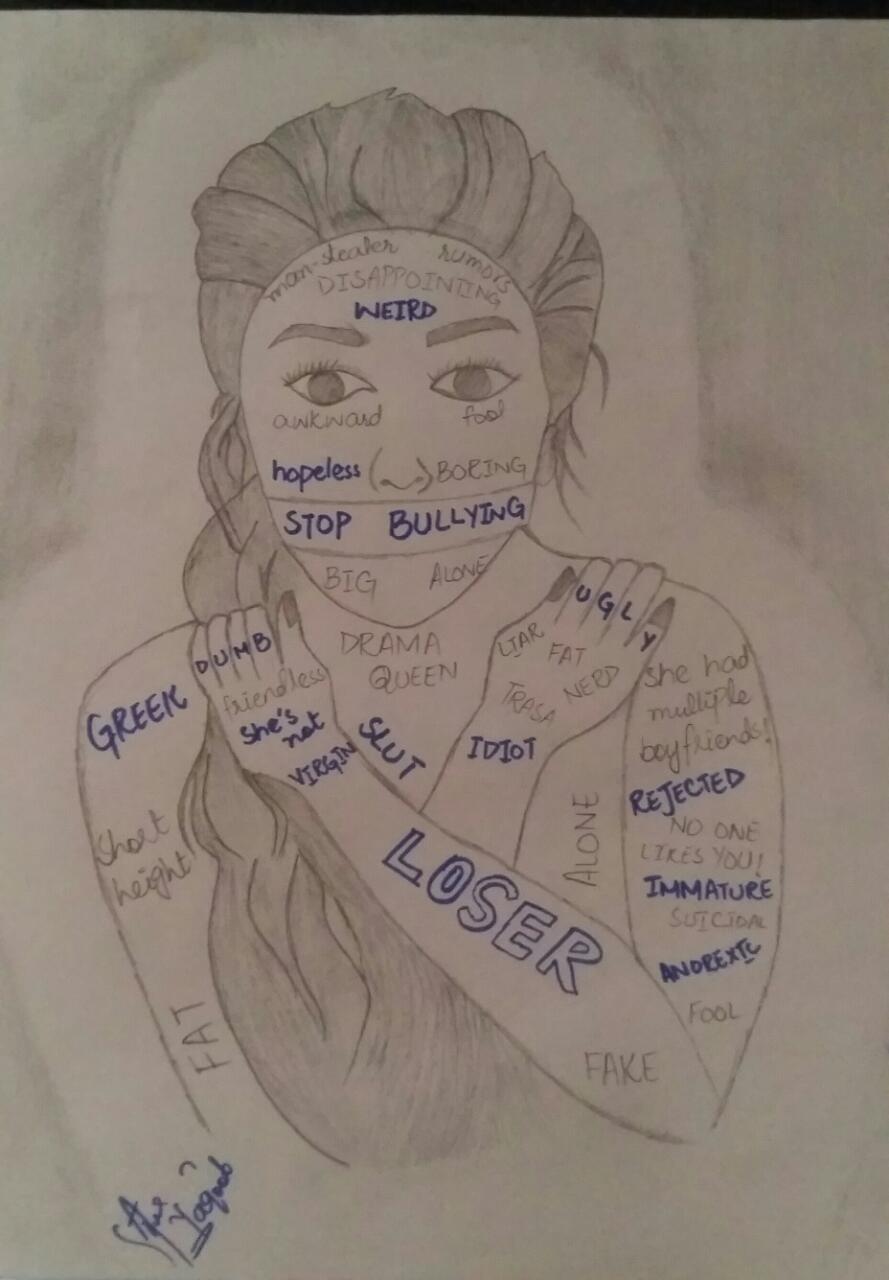 man-stealer rumors
DISAPPOINTING
WEIRD
awkward fool
hopeless BORING
STOP BULLYING
BIG ALONE
DRAMA
QUEEN
DUMB
friendless
She's not
VIRGIN
SLUT
UGLY
LIAR
FAT
NERD
TRASA
IDIOT
GREEK
Short
height
FAT
LOSER
ALONE
FAKE
She had
multiple
boyfriends!
REJECTED
NO ONE
LIKES YOU!
IMMATURE
SUICIDAL
ANOREXIC
FOOL
Yaqoob